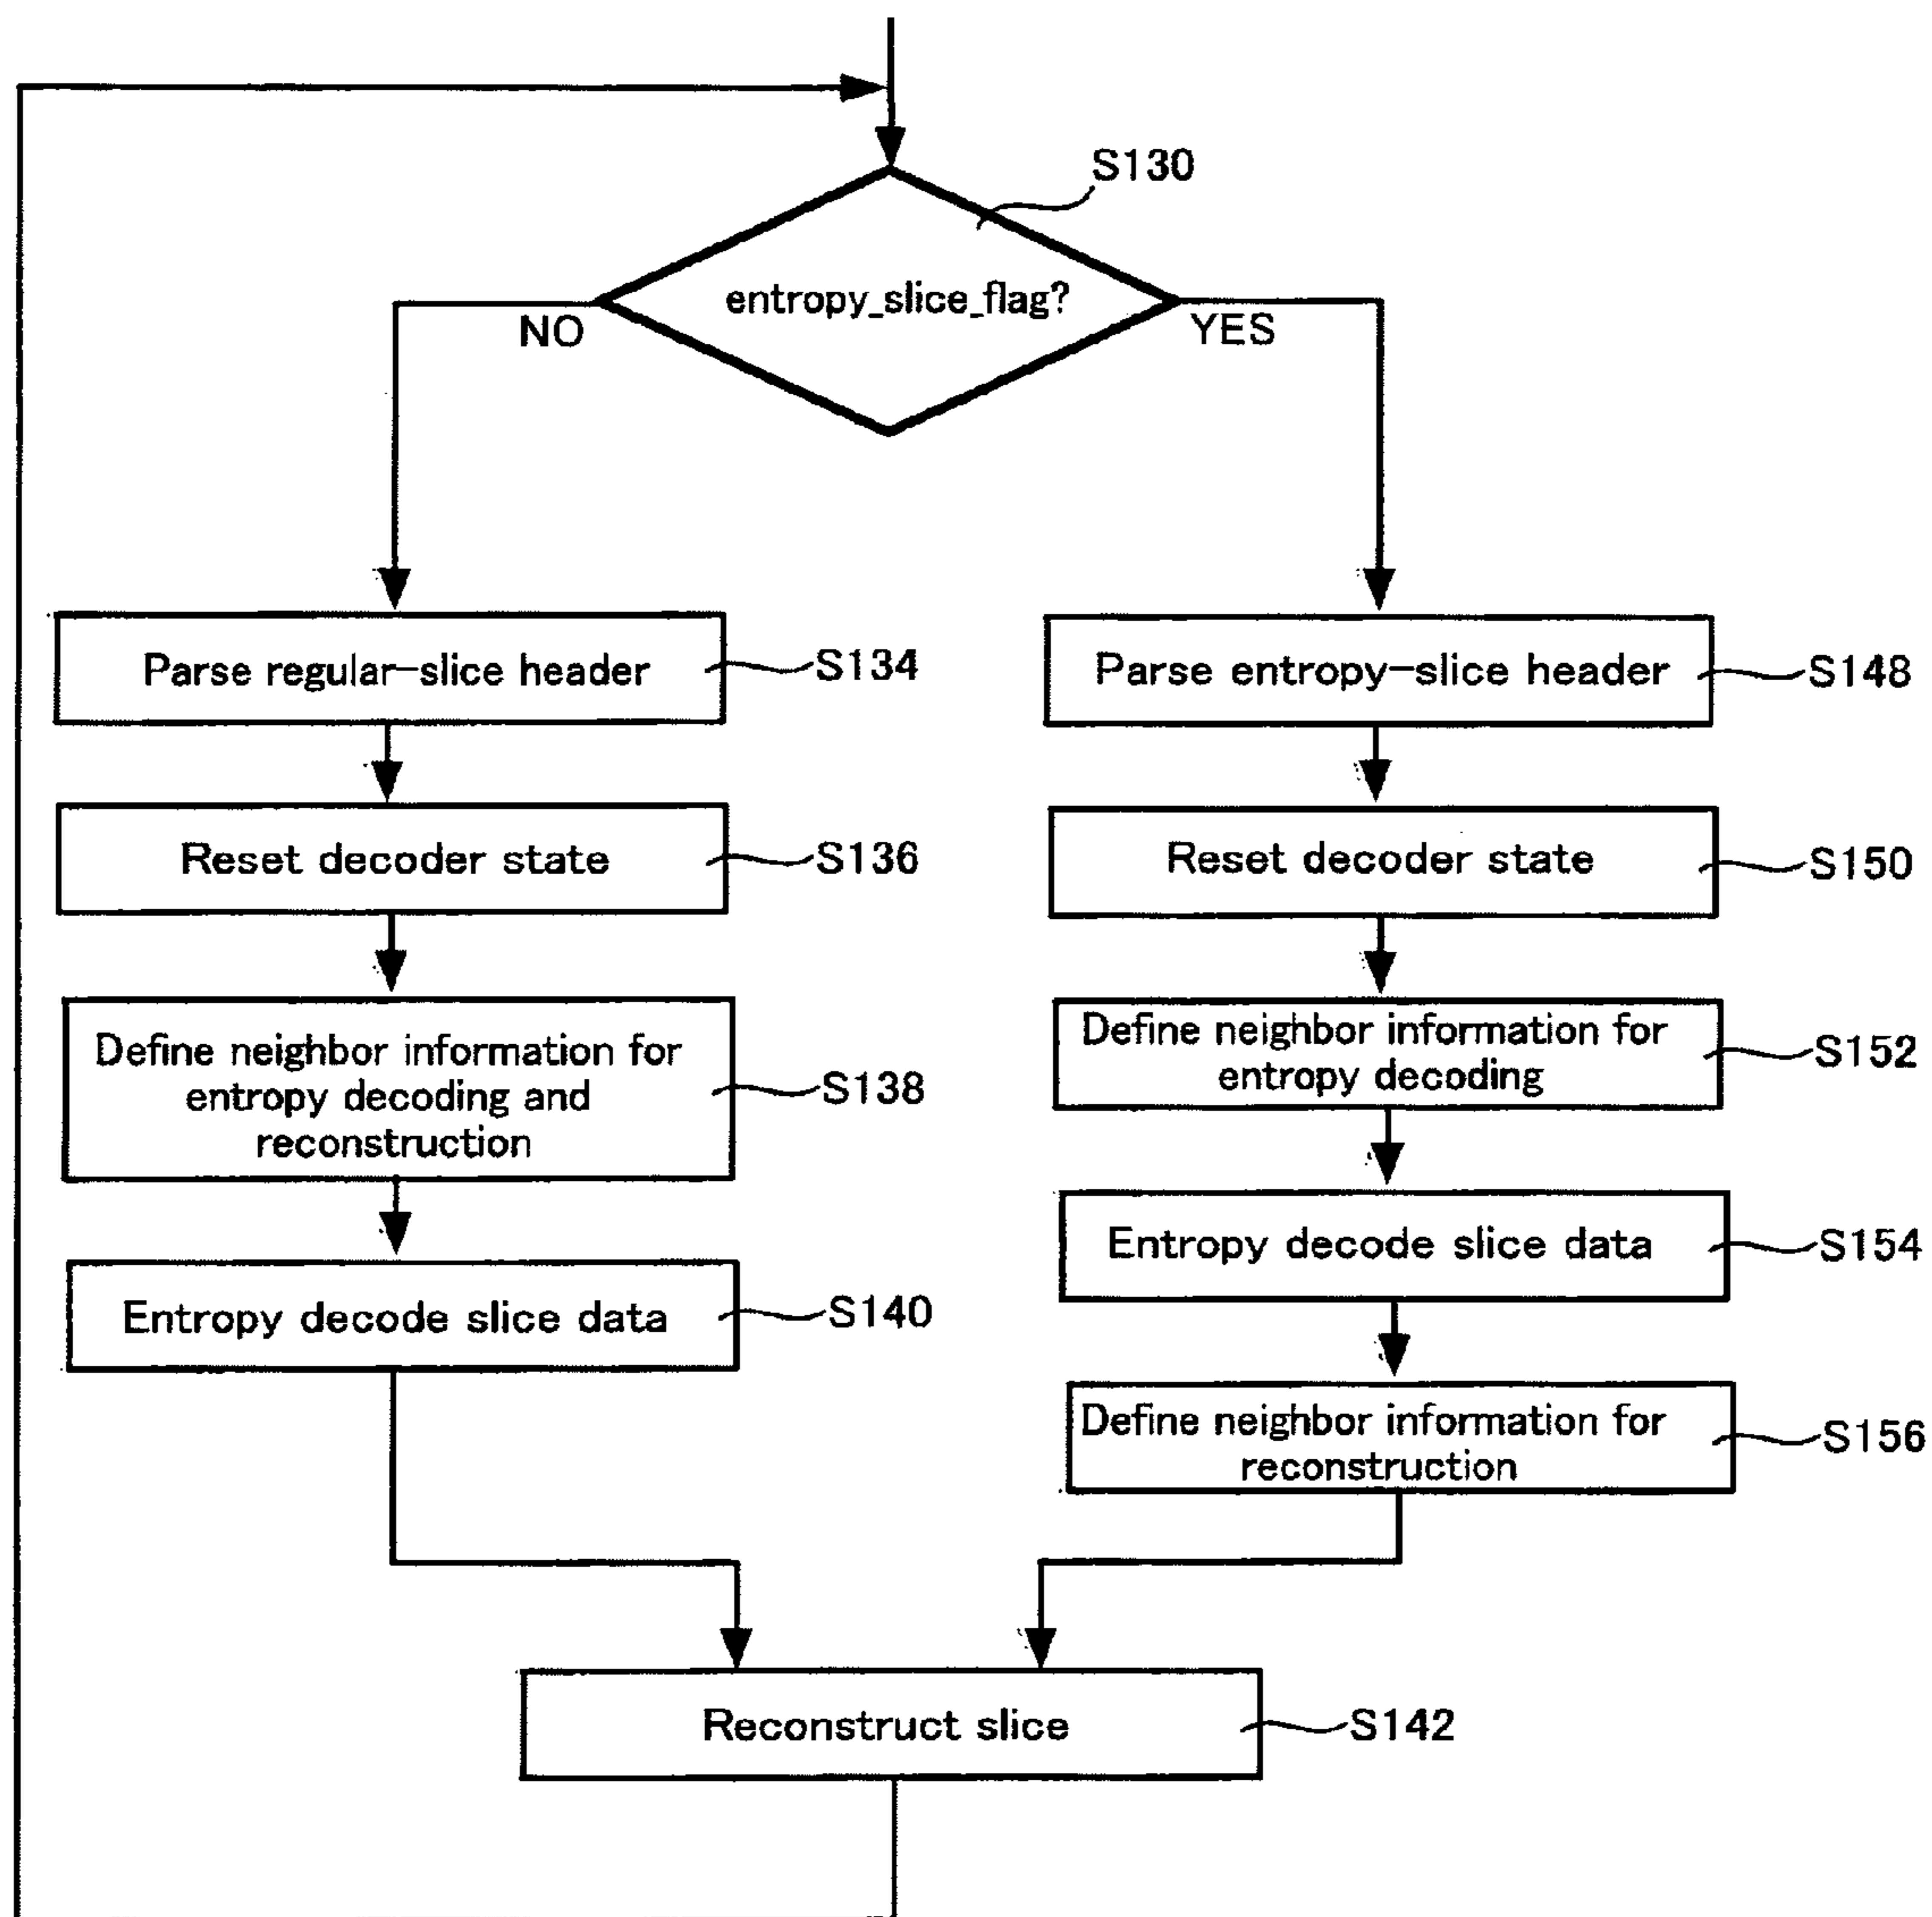 S130
entropy_slice_flag?
NO
YES
Parse regular-slice header
S134
Parse entropy-slice header
S148
Reset decoder state
S136
Reset decoder state
S150
Define neighbor information for
entropy decoding and
reconstruction
S138
Define neighbor information for
entropy decoding
S152
Entropy decode slice data
S140
Entropy decode slice data
S154
Define neighbor information for
reconstruction
S156
Reconstruct slice
S142